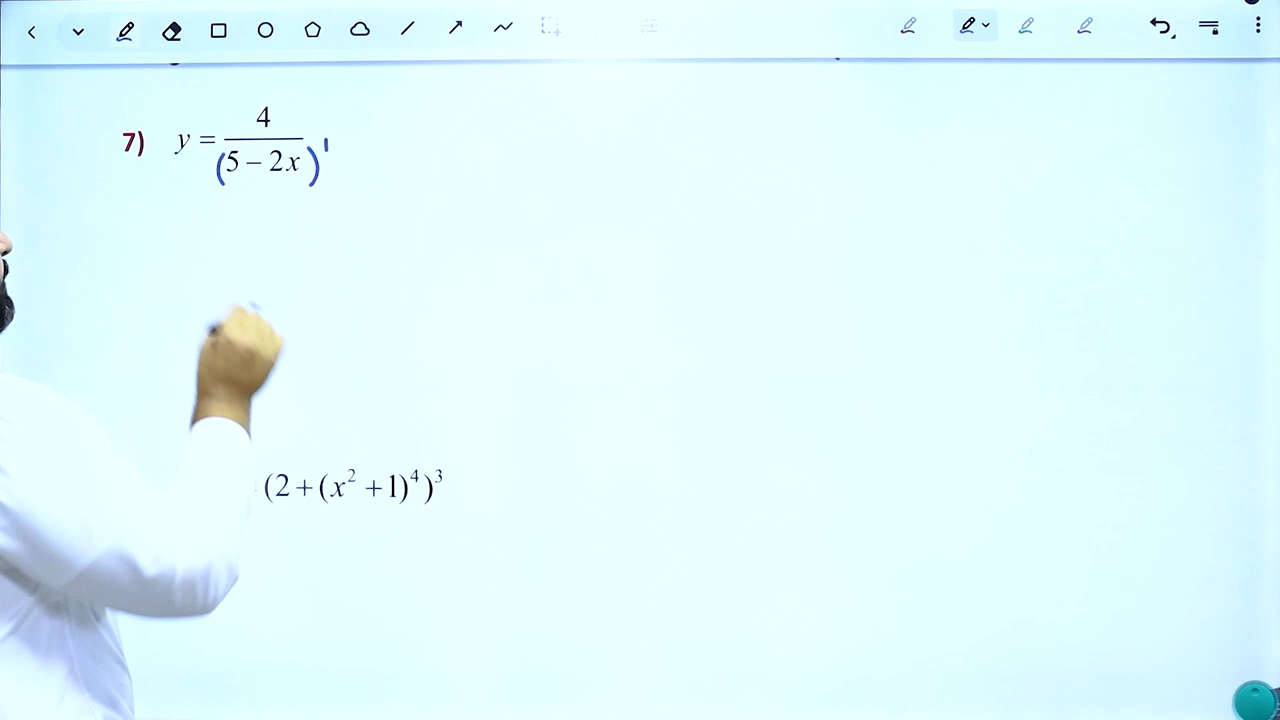 7) y = 4 / (5 − 2x)¹
(2 + (x² + 1)⁴)³